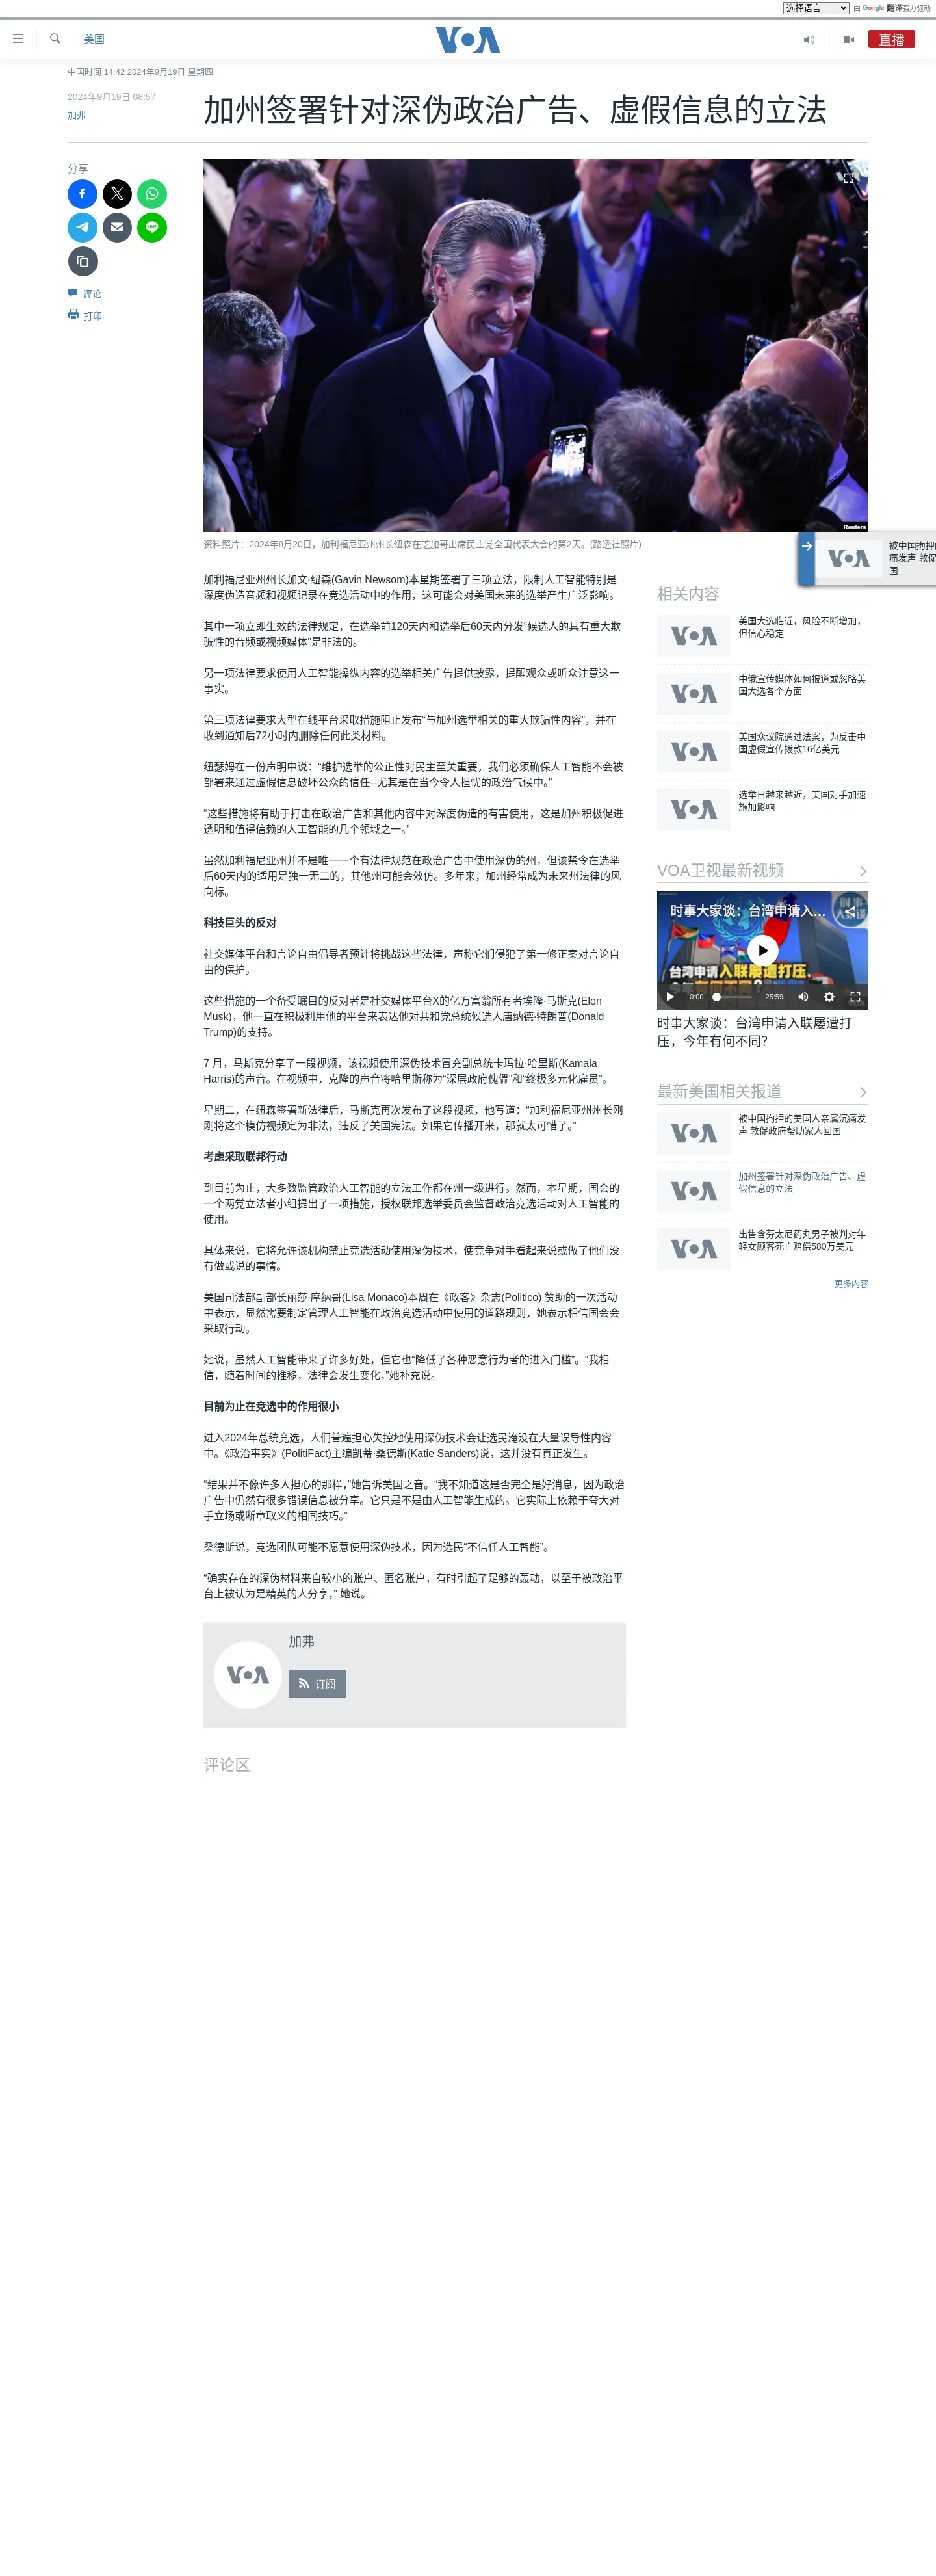 选择语言 由 Google 翻译强力驱动
美国
VOA
直播
中国时间 14:42 2024年9月19日 星期四
2024年9月19日 08:57
加弗
加州签署针对深伪政治广告、虚假信息的立法
分享
评论
打印
Reuters
资料照片：2024年8月20日，加利福尼亚州州长纽森在芝加哥出席民主党全国代表大会的第2天。(路透社照片)
加利福尼亚州州长加文·纽森(Gavin Newsom)本星期签署了三项立法，限制人工智能特别是
深度伪造音频和视频记录在竞选活动中的作用，这可能会对美国未来的选举产生广泛影响。
其中一项立即生效的法律规定，在选举前120天内和选举后60天内分发“候选人的具有重大欺
骗性的音频或视频媒体”是非法的。
另一项法律要求使用人工智能操纵内容的选举相关广告提供披露，提醒观众或听众注意这一
事实。
第三项法律要求大型在线平台采取措施阻止发布“与加州选举相关的重大欺骗性内容”，并在
收到通知后72小时内删除任何此类材料。
纽瑟姆在一份声明中说：“维护选举的公正性对民主至关重要，我们必须确保人工智能不会被
部署来通过虚假信息破坏公众的信任--尤其是在当今令人担忧的政治气候中。”
“这些措施将有助于打击在政治广告和其他内容中对深度伪造的有害使用，这是加州积极促进
透明和值得信赖的人工智能的几个领域之一。”
虽然加利福尼亚州并不是唯一一个有法律规范在政治广告中使用深伪的州，但该禁令在选举
后60天内的适用是独一无二的，其他州可能会效仿。多年来，加州经常成为未来州法律的风
向标。
科技巨头的反对
社交媒体平台和言论自由倡导者预计将挑战这些法律，声称它们侵犯了第一修正案对言论自
由的保护。
这些措施的一个备受瞩目的反对者是社交媒体平台X的亿万富翁所有者埃隆·马斯克(Elon
Musk)，他一直在积极利用他的平台来表达他对共和党总统候选人唐纳德·特朗普(Donald
Trump)的支持。
7 月，马斯克分享了一段视频，该视频使用深伪技术冒充副总统卡玛拉·哈里斯(Kamala
Harris)的声音。在视频中，克隆的声音将哈里斯称为“深层政府傀儡”和“终极多元化雇员”。
星期二，在纽森签署新法律后，马斯克再次发布了这段视频，他写道：“加利福尼亚州州长刚
刚将这个模仿视频定为非法，违反了美国宪法。如果它传播开来，那就太可惜了。”
考虑采取联邦行动
到目前为止，大多数监管政治人工智能的立法工作都在州一级进行。然而，本星期，国会的
一个两党立法者小组提出了一项措施，授权联邦选举委员会监督政治竞选活动对人工智能的
使用。
具体来说，它将允许该机构禁止竞选活动使用深伪技术，使竞争对手看起来说或做了他们没
有做或说的事情。
美国司法部副部长丽莎·摩纳哥(Lisa Monaco)本周在《政客》杂志(Politico) 赞助的一次活动
中表示，显然需要制定管理人工智能在政治竞选活动中使用的道路规则，她表示相信国会会
采取行动。
她说，虽然人工智能带来了许多好处，但它也“降低了各种恶意行为者的进入门槛”。“我相
信，随着时间的推移，法律会发生变化，”她补充说。
目前为止在竞选中的作用很小
进入2024年总统竞选，人们普遍担心失控地使用深伪技术会让选民淹没在大量误导性内容
中。《政治事实》(PolitiFact)主编凯蒂·桑德斯(Katie Sanders)说，这并没有真正发生。
“结果并不像许多人担心的那样，”她告诉美国之音。“我不知道这是否完全是好消息，因为政治
广告中仍然有很多错误信息被分享。它只是不是由人工智能生成的。它实际上依赖于夸大对
手立场或断章取义的相同技巧。”
桑德斯说，竞选团队可能不愿意使用深伪技术，因为选民“不信任人工智能”。
“确实存在的深伪材料来自较小的账户、匿名账户，有时引起了足够的轰动，以至于被政治平
台上被认为是精英的人分享，” 她说。
VOA
加弗
订阅
评论区
VOA
被中国拘押
痛发声 敦促
国
相关内容
VOA
美国大选临近，风险不断增加，
但信心稳定
VOA
中俄宣传媒体如何报道或忽略美
国大选各个方面
VOA
美国众议院通过法案，为反击中
国虚假宣传拨款16亿美元
VOA
选举日越来越近，美国对手加速
施加影响
VOA卫视最新视频
时事大家谈：台湾申请入...
台湾申请入联屡遭打压，
0:00 25:59
时事大家谈：台湾申请入联屡遭打
压，今年有何不同？
最新美国相关报道
VOA
被中国拘押的美国人亲属沉痛发
声 敦促政府帮助家人回国
VOA
加州签署针对深伪政治广告、虚
假信息的立法
VOA
出售含芬太尼药丸男子被判对年
轻女顾客死亡赔偿580万美元
更多内容